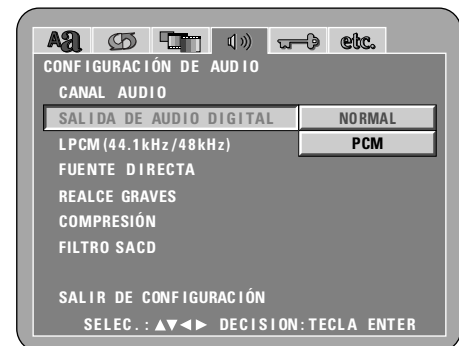 Aa etc.
CONFIGURACIÓN DE AUDIO
CANAL AUDIO
SALIDA DE AUDIO DIGITAL NORMAL
LPCM (44.1kHz/48kHz) PCM
FUENTE DIRECTA
REALCE GRAVES
COMPRESIÓN
FILTRO SACD
SALIR DE CONFIGURACIÓN
SELEC. : ▲▼◄► DECISION:TECLA ENTER